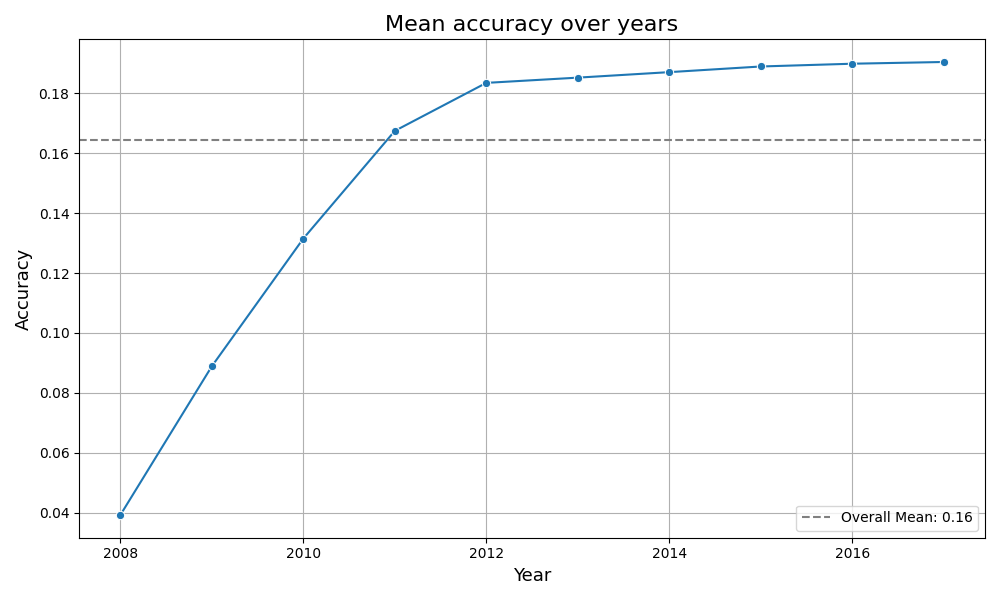 Mean accuracy over years
Accuracy
0.18
0.16
0.14
0.12
0.10
0.08
0.06
0.04
Overall Mean: 0.16
2008 2010 2012 2014 2016
Year